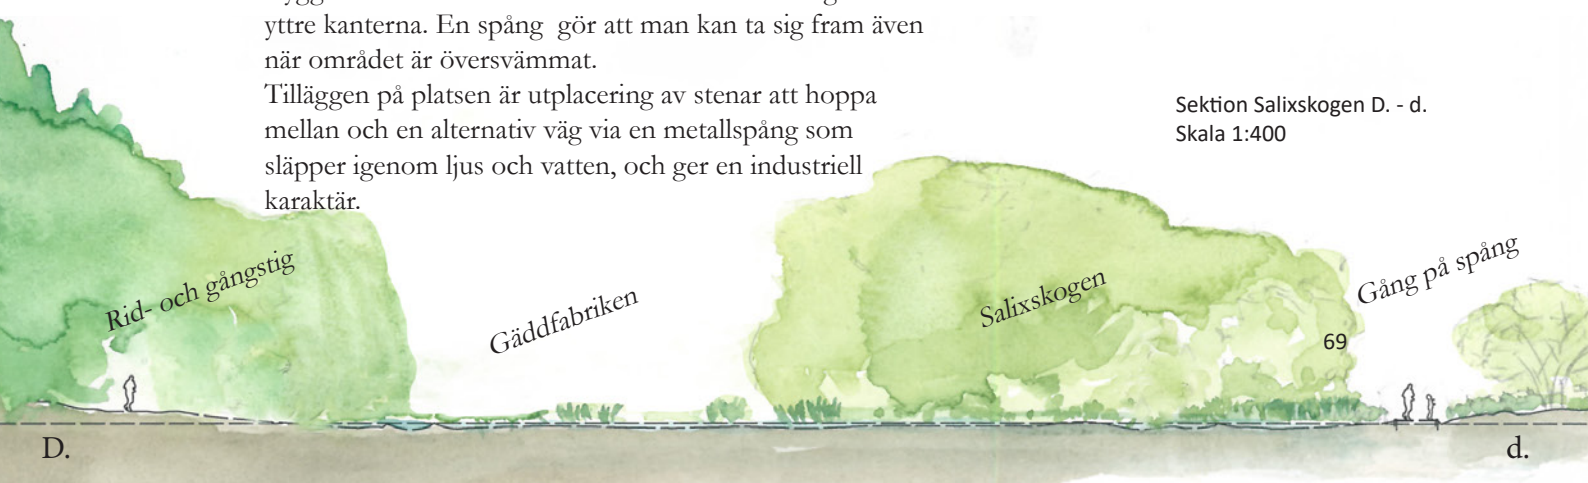 yttre kanterna. En spång gör att man kan ta sig fram även
när området är översvämmat.
Tilläggen på platsen är utplacering av stenar att hoppa
mellan och en alternativ väg via en metallspång som
släpper igenom ljus och vatten, och ger en industriell
karaktär.
Sektion Salixskogen D. - d.
Skala 1:400
Rid- och gångstig
Gäddfabriken
Salixskogen
Gång på spång
69
D.
d.